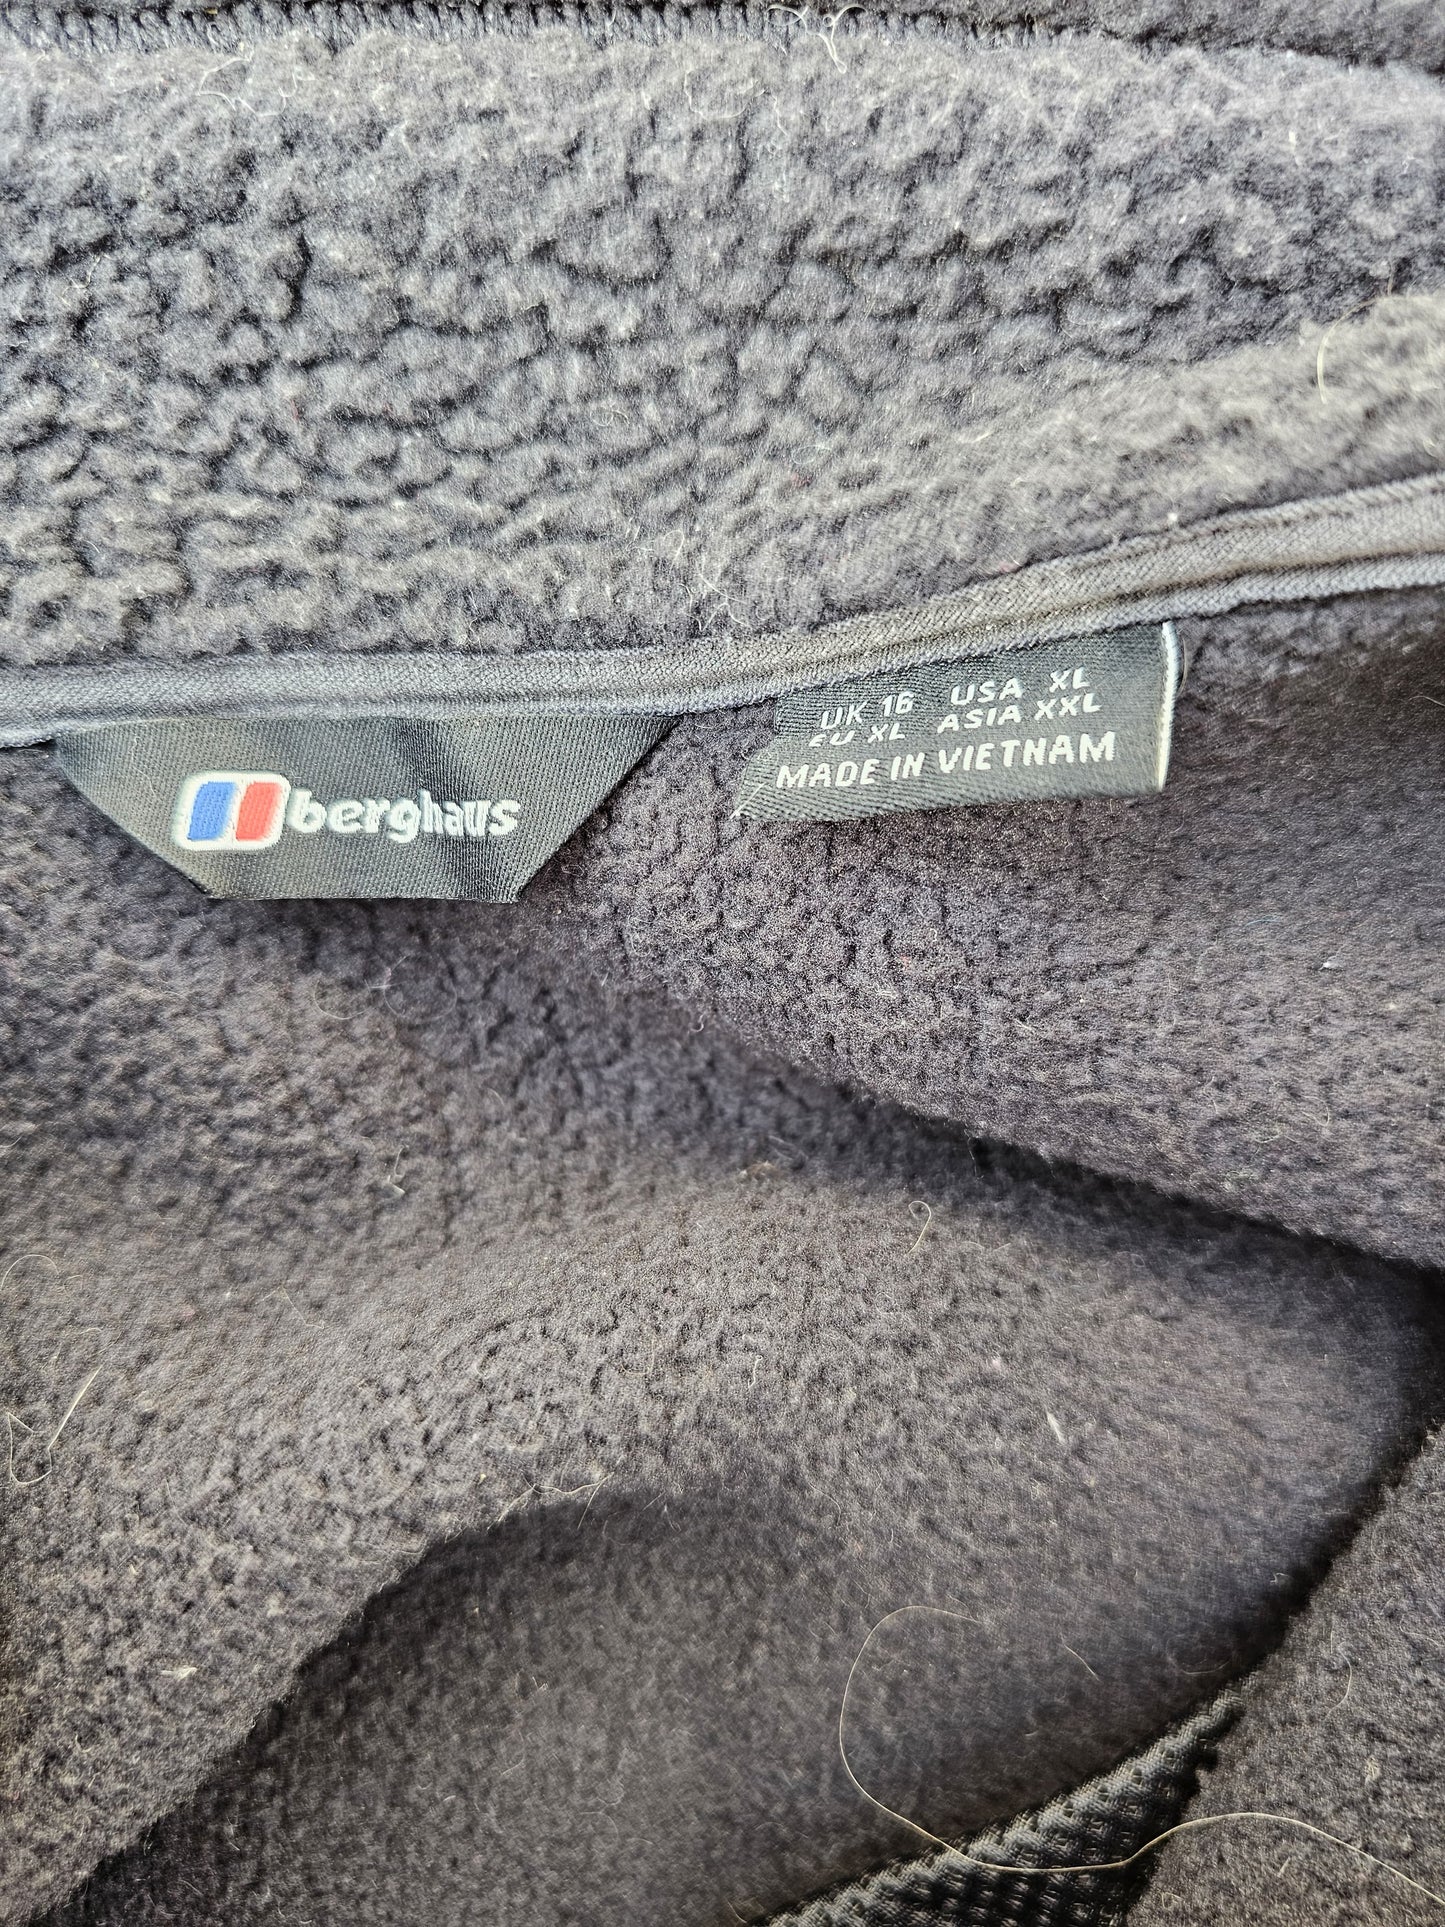 berghaus
UK 16 USA XL
EU XL ASIA XXL
MADE IN VIETNAM